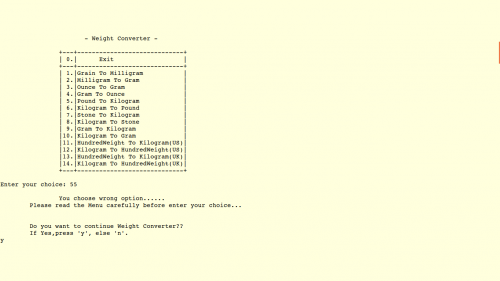 - Weight Converter -
+---+---------------------------+
| 0.|      Exit                   |
+---+---------------------------+
| 1.|Grain To Milligram           |
| 2.|Milligram To Gram            |
| 3.|Ounce To Gram                |
| 4.|Gram To Ounce                |
| 5.|Pound To Kilogram            |
| 6.|Kilogram To Pound            |
| 7.|Stone To Kilogram            |
| 8.|Kilogram To Stone            |
| 9.|Gram To Kilogram             |
|10.|Kilogram To Gram             |
|11.|HundredWeight To Kilogram(US)|
|12.|Kilogram To HundredWeight(US)|
|13.|HundredWeight To Kilogram(UK)|
|14.|Kilogram To HundredWeight(UK)|
+---+---------------------------+
Enter your choice: 55
You choose wrong option......
Please read the Menu carefully before enter your choice...
Do you want to continue Weight Converter??
If Yes,press 'y', else 'n'.
y